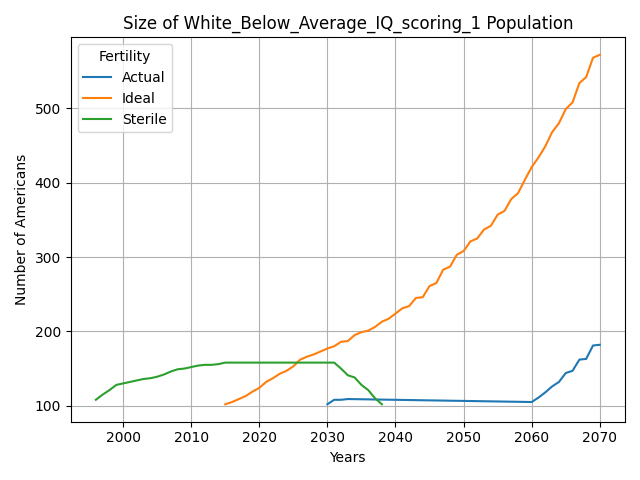 Size of White_Below_Average_IQ_scoring_1 Population
Fertility
Actual
Ideal
Sterile
Number of Americans
500
400
300
200
100
2000 2010 2020 2030 2040 2050 2060 2070
Years